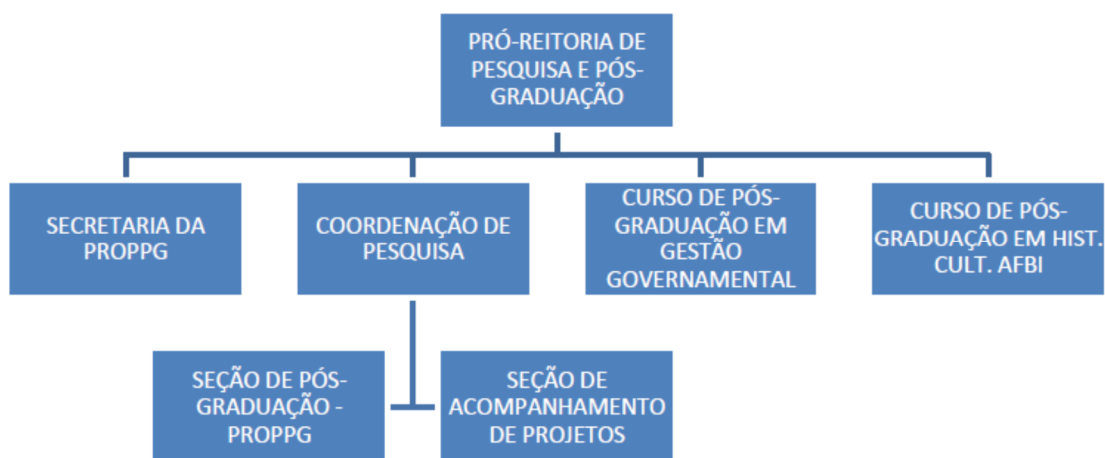 PRÓ-REITORIA DE
PESQUISA E PÓS-
GRADUAÇÃO
SECRETARIA DA
PROPPG
COORDENAÇÃO DE
PESQUISA
CURSO DE PÓS-
GRADUAÇÃO EM
GESTÃO
GOVERNAMENTAL
CURSO DE PÓS-
GRADUAÇÃO EM HIST.
CULT. AFBI
SEÇÃO DE PÓS-
GRADUAÇÃO -
PROPPG
SEÇÃO DE
ACOMPANHAMENTO
DE PROJETOS